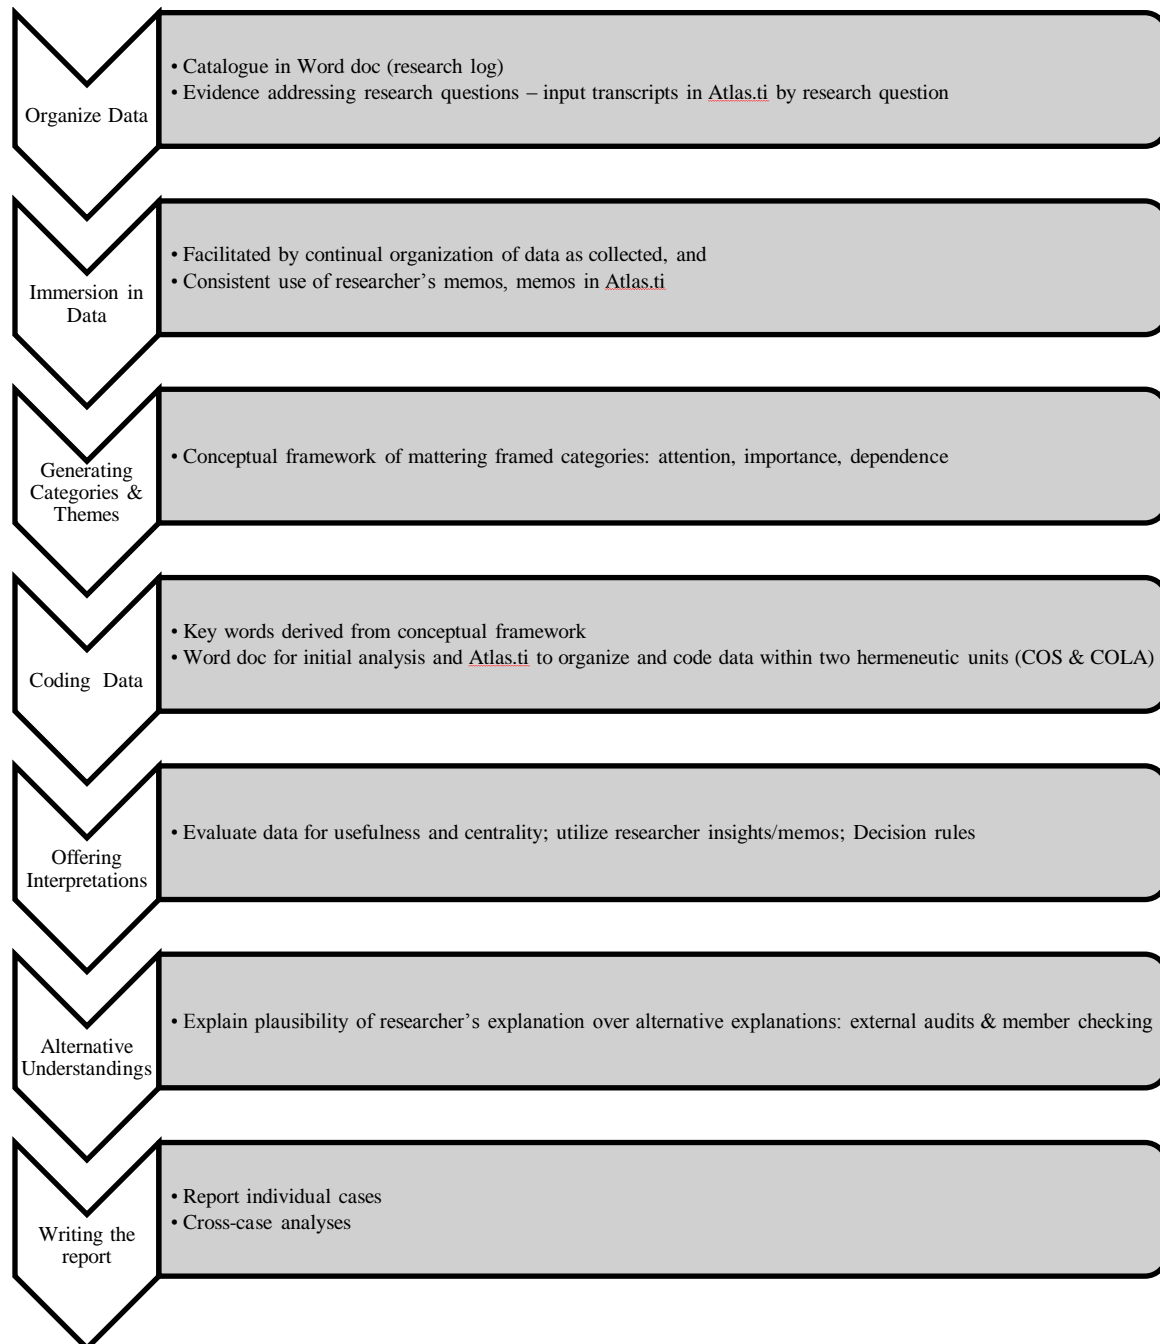 Organize Data
• Catalogue in Word doc (research log)
• Evidence addressing research questions – input transcripts in Atlas.ti by research question
Immersion in
Data
• Facilitated by continual organization of data as collected, and
• Consistent use of researcher’s memos, memos in Atlas.ti
Generating
Categories &
Themes
• Conceptual framework of mattering framed categories: attention, importance, dependence
Coding Data
• Key words derived from conceptual framework
• Word doc for initial analysis and Atlas.ti to organize and code data within two hermeneutic units (COS & COLA)
Offering
Interpretations
• Evaluate data for usefulness and centrality; utilize researcher insights/memos; Decision rules
Alternative
Understandings
• Explain plausibility of researcher’s explanation over alternative explanations: external audits & member checking
Writing the
report
• Report individual cases
• Cross-case analyses